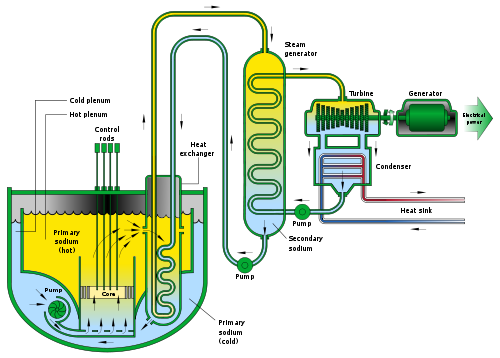 Steam
generator
Turbine
Generator
Electrical
power
Cold plenum
Hot plenum
Control
rods
Heat
exchanger
Condenser
Heat sink
Primary
sodium
(hot)
Pump
Secondary
sodium
Pump
Pump
Core
Primary
sodium
(cold)